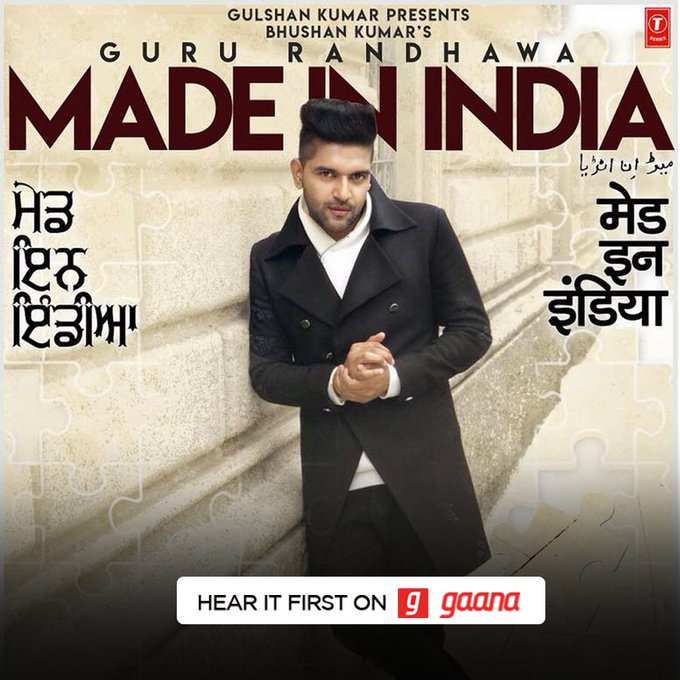 GULSHAN KUMAR PRESENTS
BHUSHAN KUMAR'S
T
SERIES
GURU RANDHAWA
MADE IN INDIA
میڈ اِن انڈیا
ਮੇਡ
ਇਨ
ਇੰਡੀਆ
मेड
इन
इंडिया
HEAR IT FIRST ON g gaana